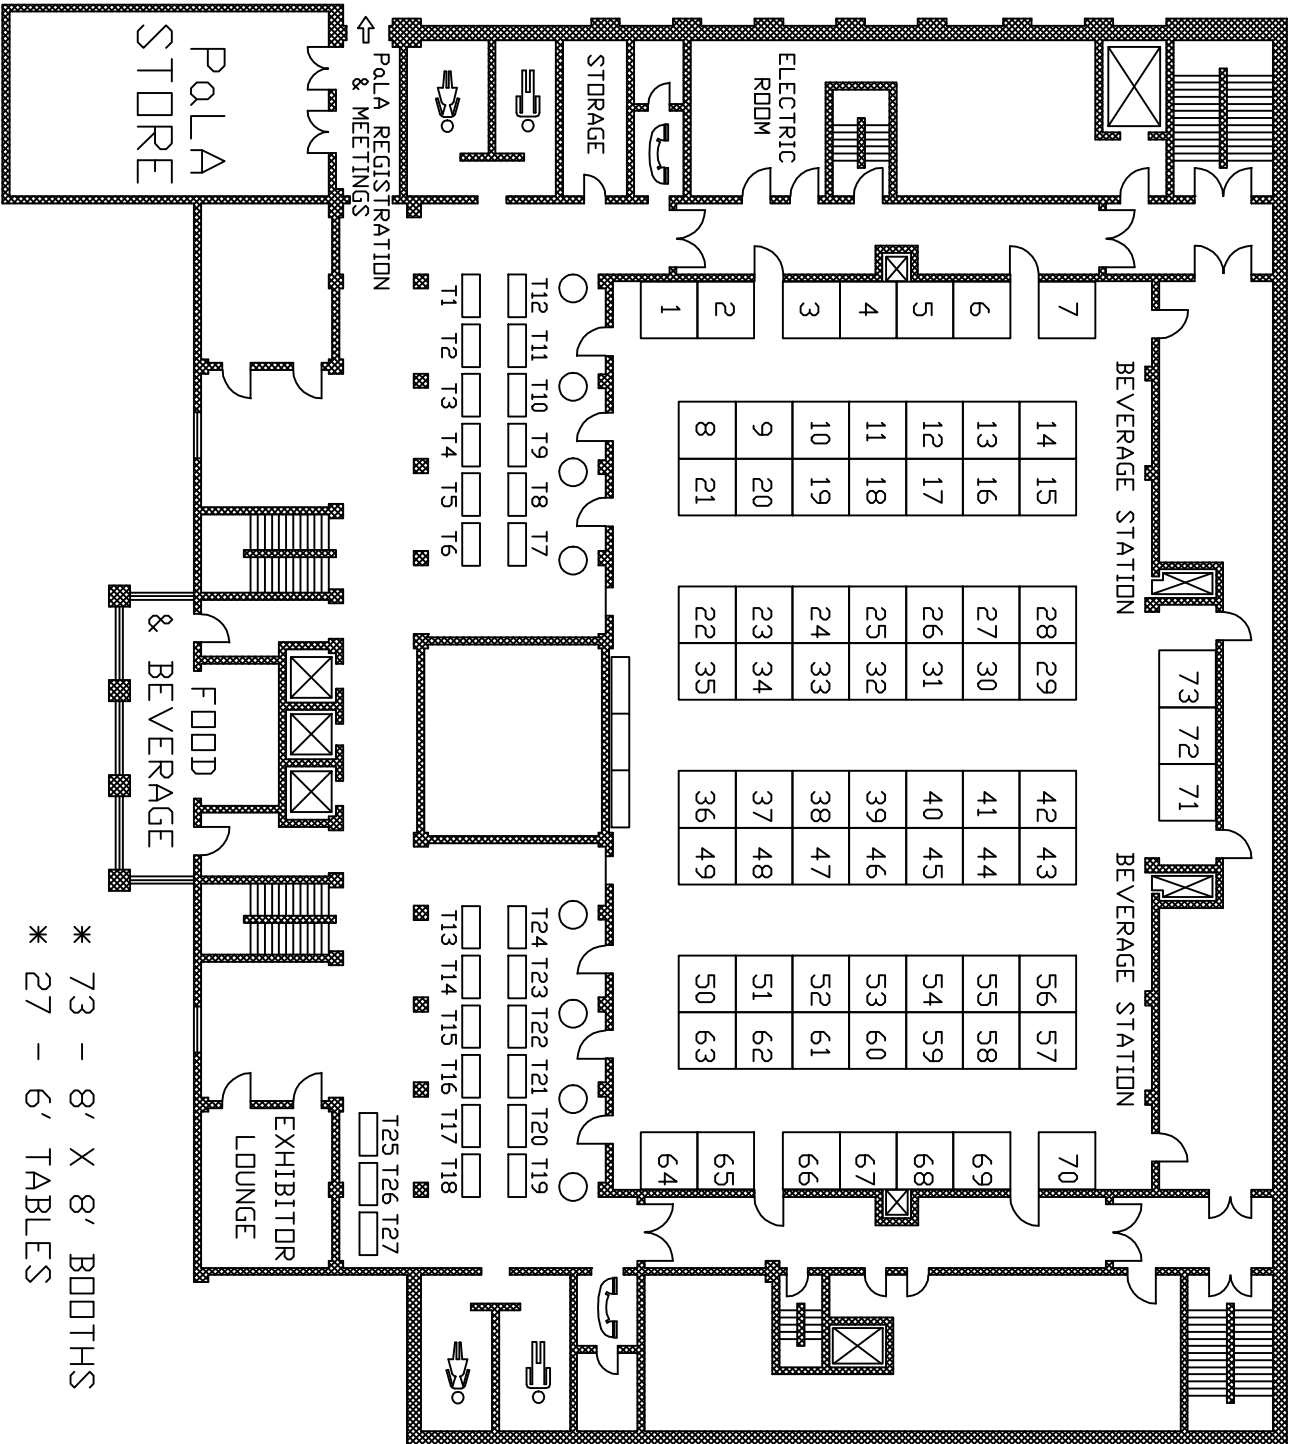 PaLA
STORE
PaLA REGISTRATION
& MEETINGS
STORAGE
ELECTRIC
ROOM
1 2 3 4 5 6 7
8 9 10 11 12 13 14
21 20 19 18 17 16 15
22 23 24 25 26 27 28
35 34 33 32 31 30 29
36 37 38 39 40 41 42
49 48 47 46 45 44 43
50 51 52 53 54 55 56
63 62 61 60 59 58 57
64 65 66 67 68 69 70
73 72 71
BEVERAGE STATION
BEVERAGE STATION
T12 T11 T10 T9 T8 T7
T1 T2 T3 T4 T5 T6
T24 T23 T22 T21 T20 T19
T13 T14 T15 T16 T17 T18
T25 T26 T27
FOOD
& BEVERAGE
EXHIBITOR
LOUNGE
* 73 - 8' X 8' BOOTHS
* 27 - 6' TABLES